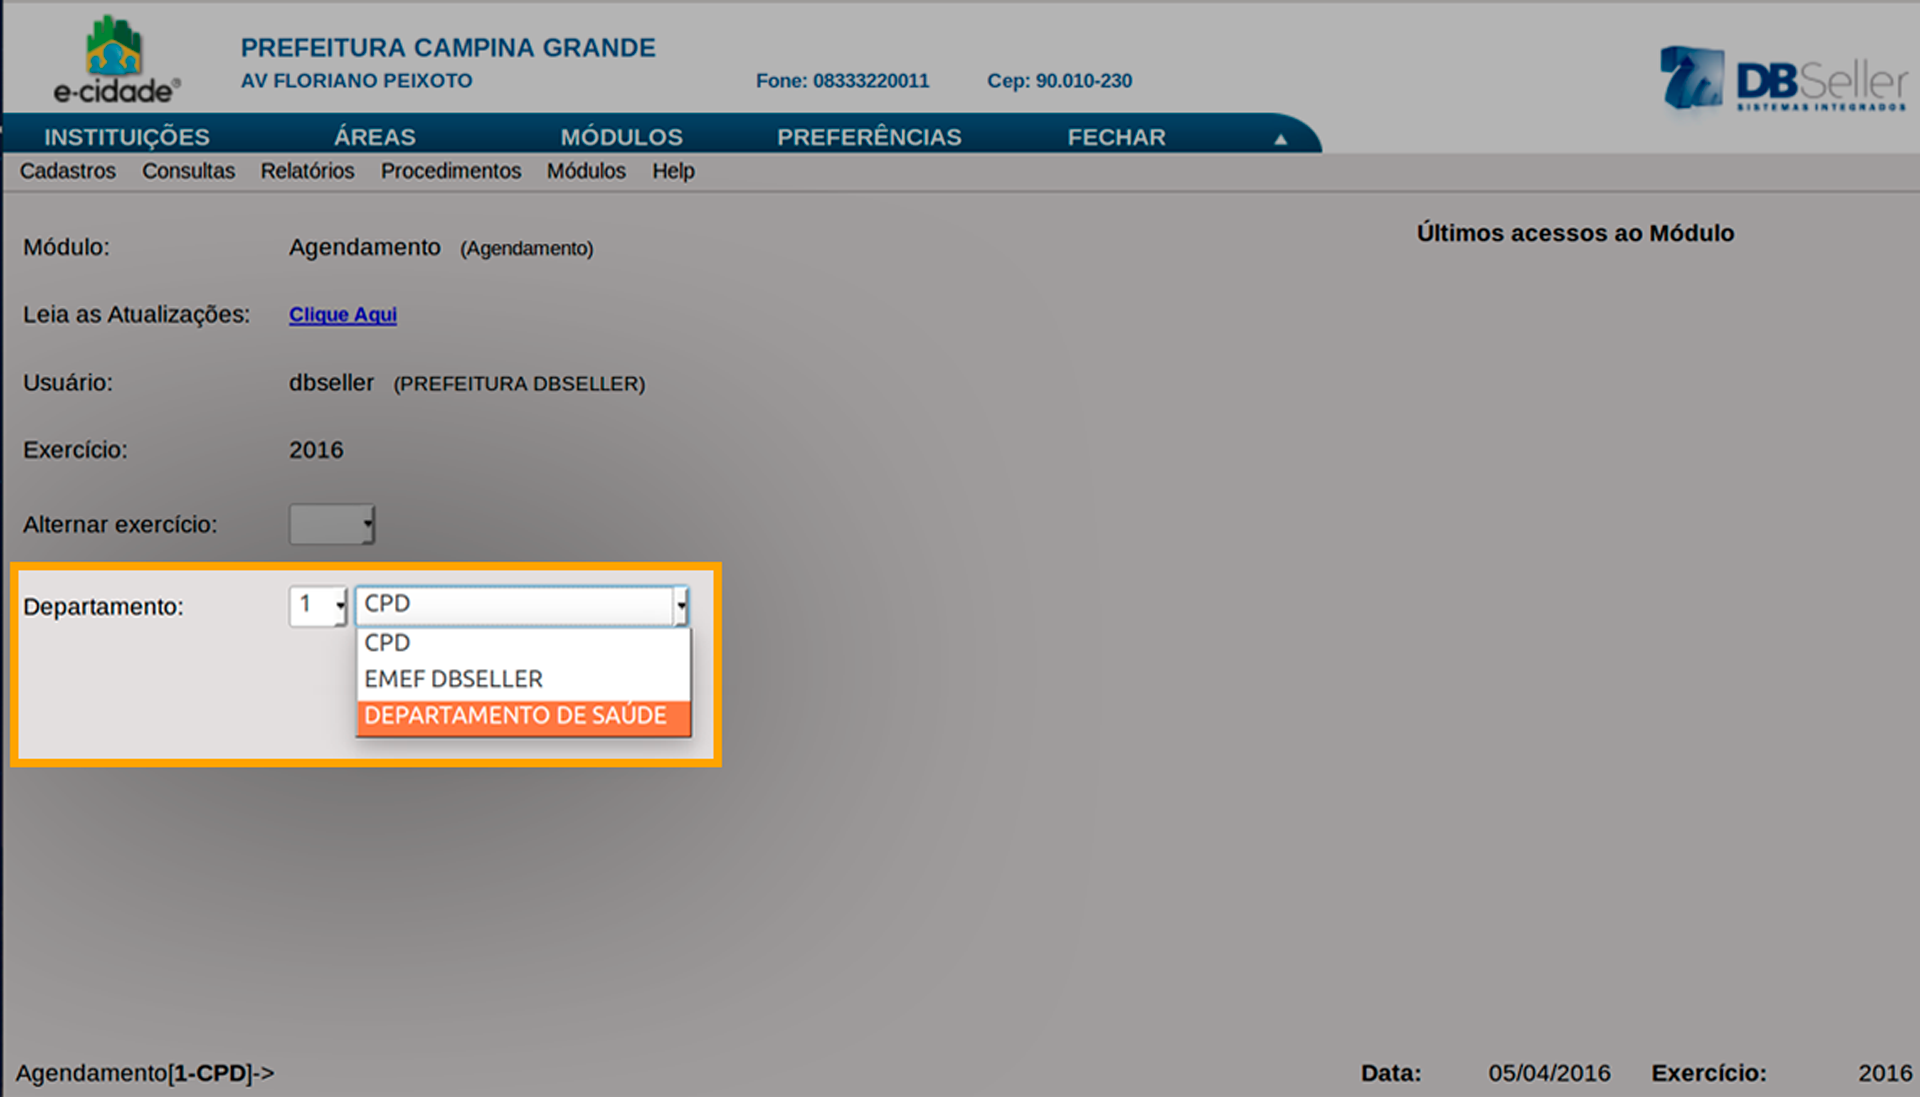 e-cidade®
PREFEITURA CAMPINA GRANDE
AV FLORIANO PEIXOTO Fone: 08333220011 Cep: 90.010-230
DBSeller
SISTEMAS INTEGRADOS
INSTITUIÇÕES ÁREAS MÓDULOS PREFERÊNCIAS FECHAR
Cadastros Consultas Relatórios Procedimentos Módulos Help
Últimos acessos ao Módulo
Módulo: Agendamento (Agendamento)
Leia as Atualizações: Clique Aqui
Usuário: dbseller (PREFEITURA DBSELLER)
Exercício: 2016
Alternar exercício:
Departamento: 1 CPD
CPD
EMEF DBSELLER
DEPARTAMENTO DE SAÚDE
Agendamento[1-CPD]-> Data: 05/04/2016 Exercício: 2016